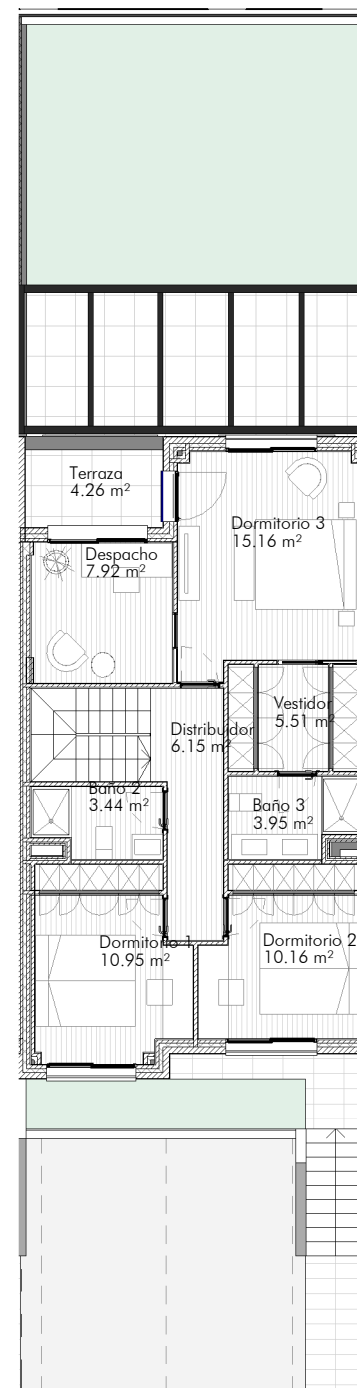 Terraza
4.26 m²
Dormitorio 3
15.16 m²
Despacho
7.92 m²
Vestidor
5.51 m²
Distribuidor
6.15 m²
Baño 2
3.44 m²
Baño 3
3.95 m²
Dormitorio 1
10.95 m²
Dormitorio 2
10.16 m²